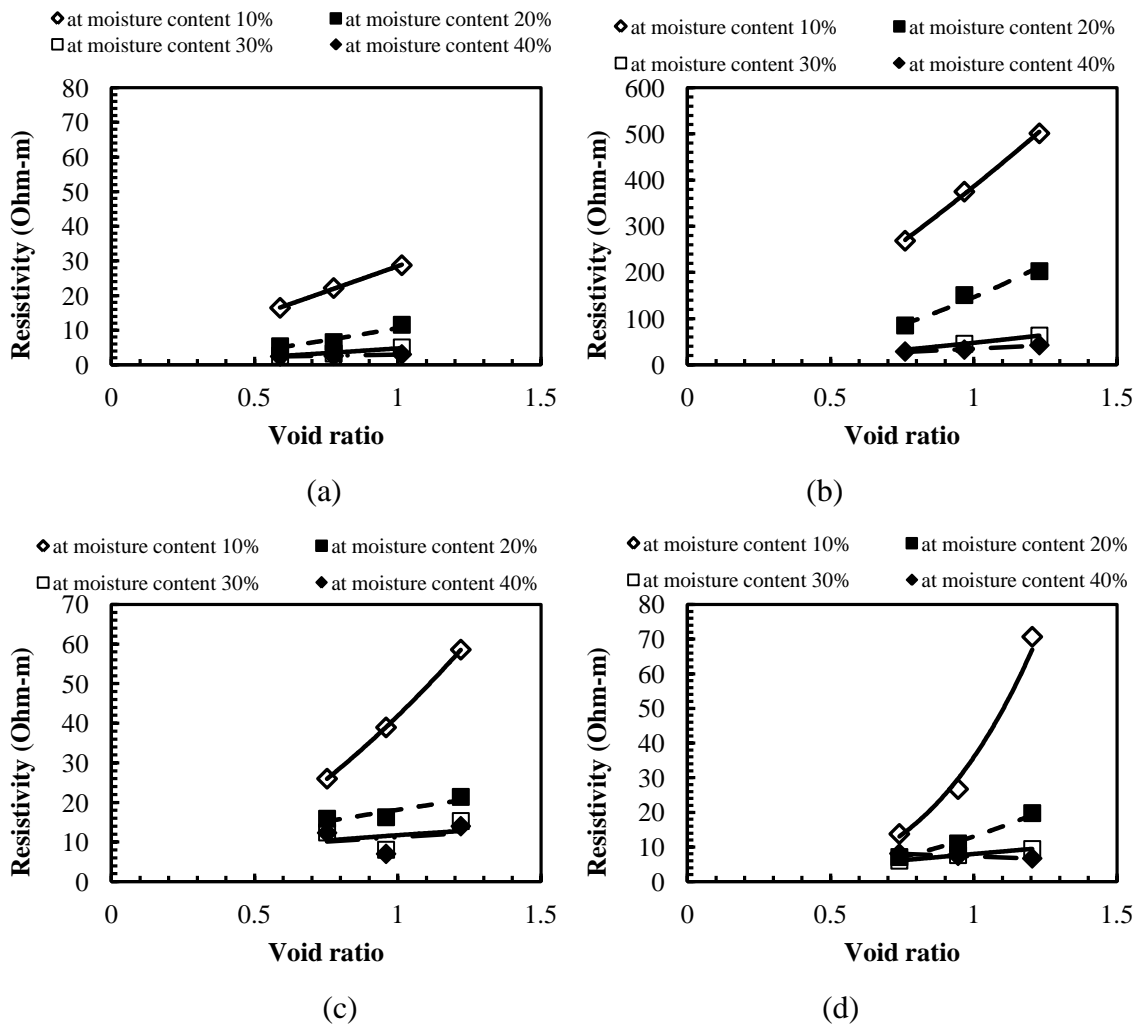 at moisture content 10% at moisture content 20%
at moisture content 30% at moisture content 40%
80
70
60
50
40
30
20
10
0
Resistivity (Ohm-m)
0 0.5 1 1.5
Void ratio
(a)
at moisture content 10% at moisture content 20%
at moisture content 30% at moisture content 40%
600
500
400
300
200
100
0
Resistivity (Ohm-m)
0 0.5 1 1.5
Void ratio
(b)
at moisture content 10% at moisture content 20%
at moisture content 30% at moisture content 40%
70
60
50
40
30
20
10
0
Resistivity (Ohm-m)
0 0.5 1 1.5
Void ratio
(c)
at moisture content 10% at moisture content 20%
at moisture content 30% at moisture content 40%
80
70
60
50
40
30
20
10
0
Resistivity (Ohm-m)
0 0.5 1 1.5
Void ratio
(d)